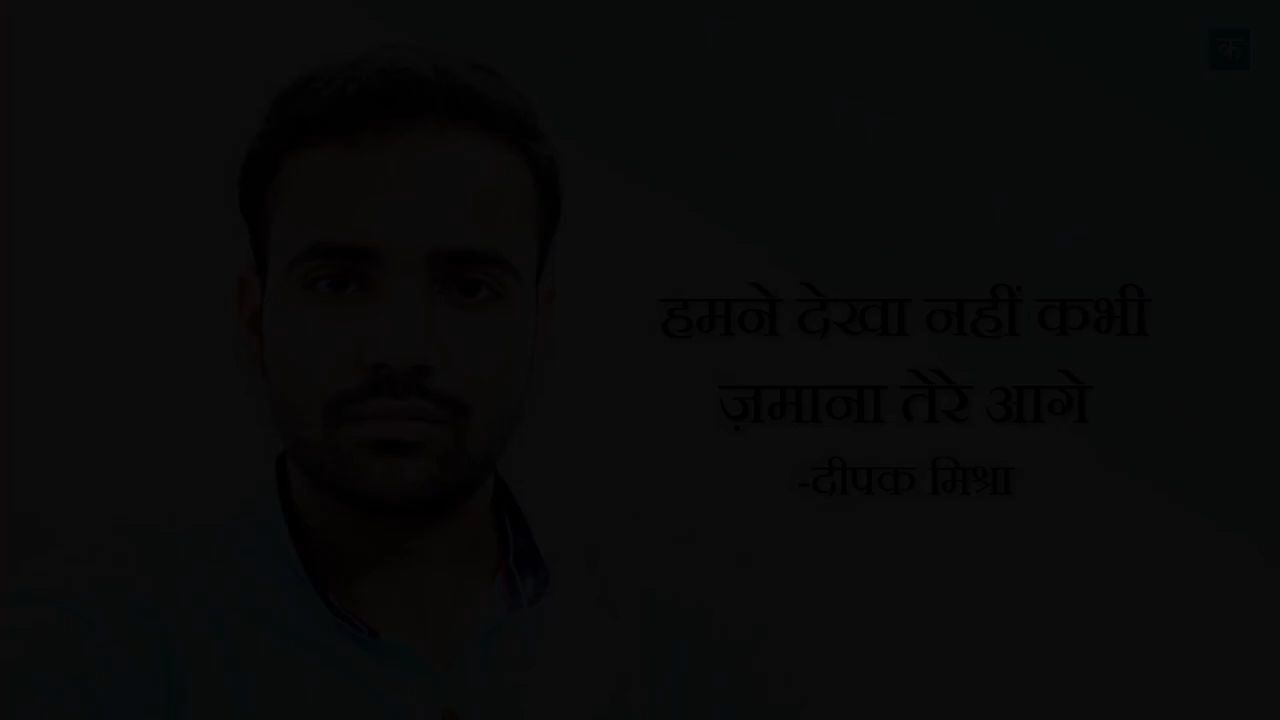 क
हमने देखा नहीं कभी
ज़माना तेरे आगे
-दीपक मिश्रा